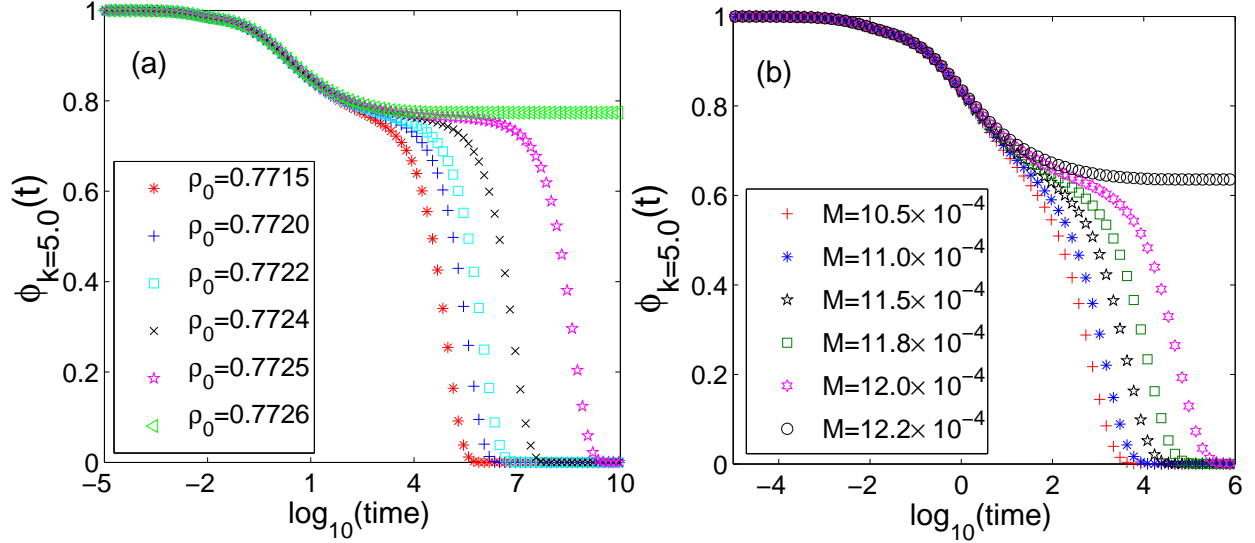 (a)
ϕk=5.0(t)
1
0.8
0.6
0.4
0.2
0
ρ0=0.7715
ρ0=0.7720
ρ0=0.7722
ρ0=0.7724
ρ0=0.7725
ρ0=0.7726
−5 −2 1 4 7 10
log10(time)
(b)
ϕk=5.0(t)
1
0.8
0.6
0.4
0.2
0
M=10.5× 10−4
M=11.0× 10−4
M=11.5× 10−4
M=11.8× 10−4
M=12.0× 10−4
M=12.2× 10−4
−4 −2 0 2 4 6
log10(time)